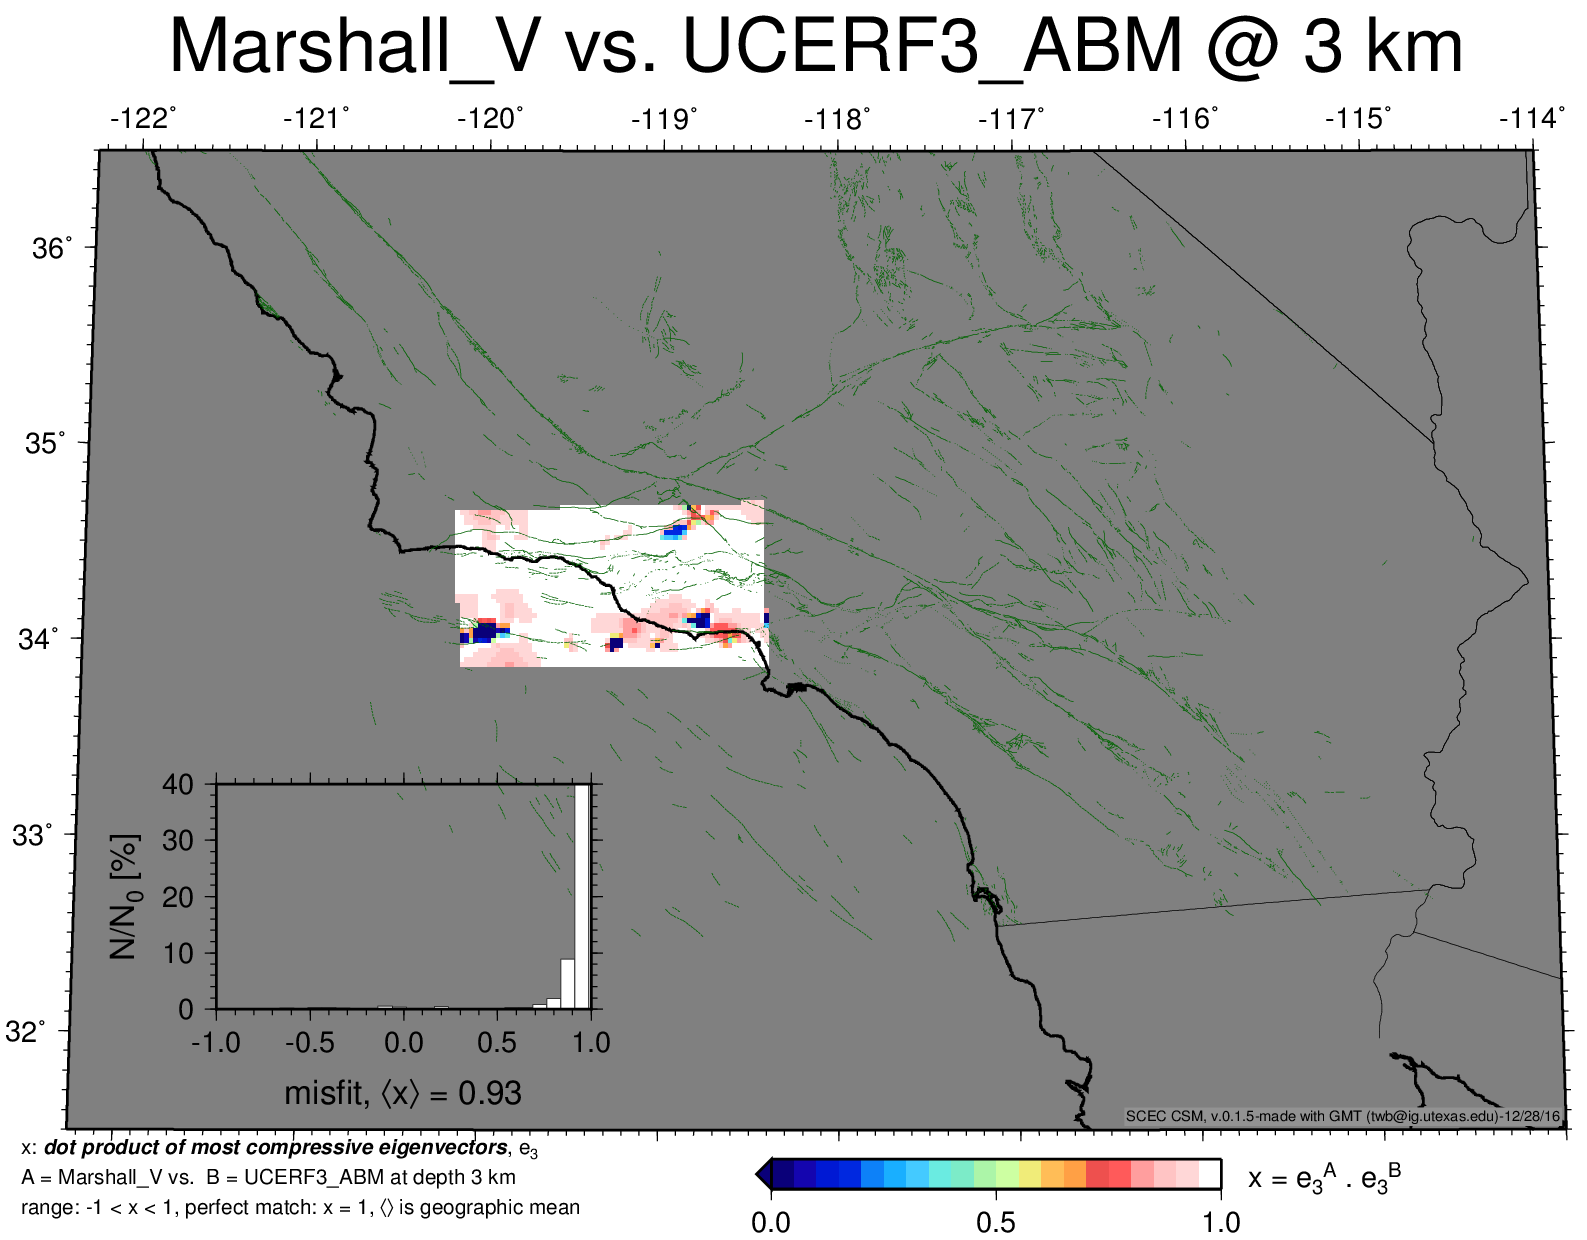 Marshall_V vs. UCERF3_ABM @ 3 km
-122˚ -121˚ -120˚ -119˚ -118˚ -117˚ -116˚ -115˚ -114˚
36˚
35˚
34˚
33˚
32˚
40
30
20
10
0
N/N0 [%]
-1.0 -0.5 0.0 0.5 1.0
misfit, ⟨x⟩ = 0.93
SCEC CSM, v.0.1.5-made with GMT (twb@ig.utexas.edu)-12/28/16
x: dot product of most compressive eigenvectors, e3
A = Marshall_V vs. B = UCERF3_ABM at depth 3 km
range: -1 < x < 1, perfect match: x = 1, ⟨⟩ is geographic mean
x = e3A . e3B
0.0 0.5 1.0